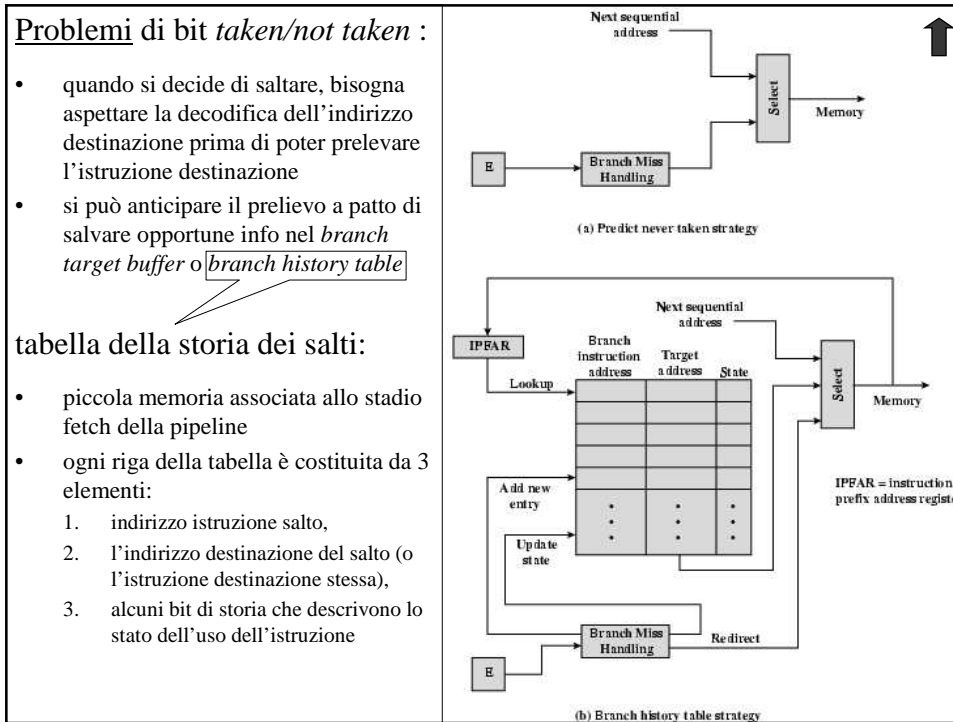 Problemi di bit taken/not taken :
• quando si decide di saltare, bisogna
aspettare la decodifica dell'indirizzo
destinazione prima di poter prelevare
l'istruzione destinazione
• si può anticipare il prelievo a patto di
salvare opportune info nel branch
target buffer o branch history table
tabella della storia dei salti:
• piccola memoria associata allo stadio
fetch della pipeline
• ogni riga della tabella è costituita da 3
elementi:
1. indirizzo istruzione salto,
2. l'indirizzo destinazione del salto (o
l'istruzione destinazione stessa),
3. alcuni bit di storia che descrivono lo
stato dell'uso dell'istruzione
Next sequential
address
Select
Memory
E
Branch Miss
Handling
(a) Predict never taken strategy
Next sequential
address
IPFAR
Branch
instruction
address
Target
address
State
Lookup
Select
Memory
Add new
entry
IPFAR = instruction
prefix address registe
Update
state
Branch Miss
Handling
Redirect
E
(b) Branch history table strategy